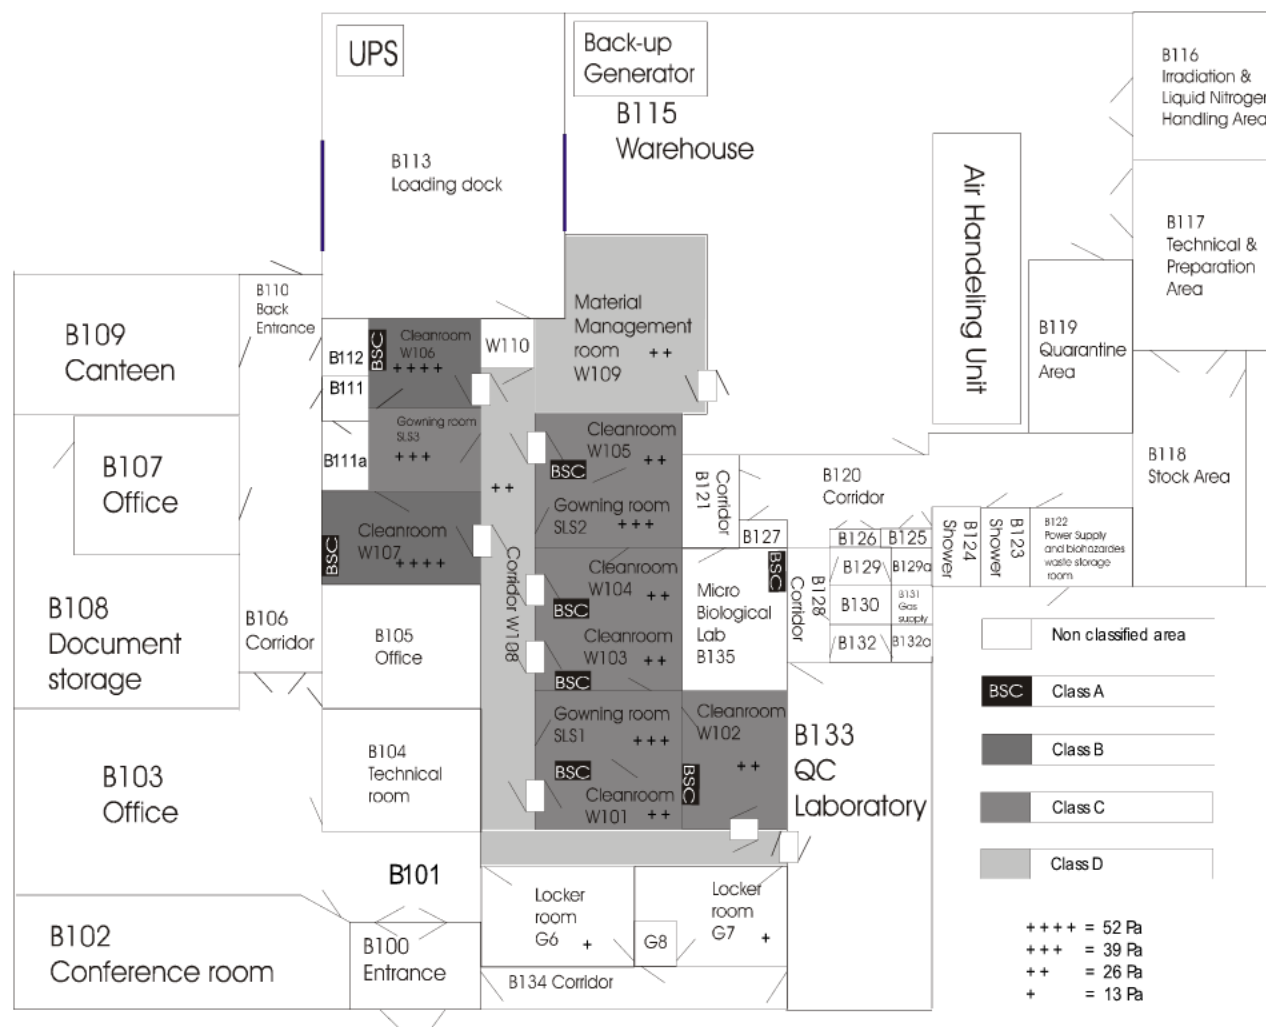 UPS
Back-up
Generator
B115
Warehouse
B113
Loading dock
B116
Irradiation &
Liquid Nitroger
Handling Area
Air Handeling Unit
B117
Technical &
Preparation
Area
B119
Quarantine
Area
B118
Stock Area
B110
Back
Entrance
B109
Canteen
B107
Office
B108
Document
storage
B106
Corridor
B112
B111
B111a
BSC
Cleanroom
W106
++++
W110
Gowning room
SLS3
+++
BSC
Cleanroom
W107
++++
Material
Management
room
W109
++
++
Corridor W108
Cleanroom
W105
++
BSC
Gowning room
SLS2
+++
Cleanroom
W104
++
BSC
Cleanroom
W103
++
BSC
Gowning room
SLS1
+++
BSC
Cleanroom
W101
++
Cleanroom
W102
++
BSC
Corridor
B121
B120
Corridor
B127
BSC
Micro
Biological
Lab
B135
B128
Corridor
B126
B125
B129
B129a
B130
B131
Gas
supply
B132
B132a
B124
Shower
B123
Shower
B122
Power Supply
and biohazardes
waste storage
room
B105
Office
B104
Technical
room
B103
Office
B101
B102
Conference room
B100
Entrance
Locker
room
G6
+
G8
Locker
room
G7
+
B134 Corridor
B133
QC
Laboratory
Non classified area
BSC Class A
Class B
Class C
Class D
++++ = 52 Pa
+++ = 39 Pa
++ = 26 Pa
+ = 13 Pa